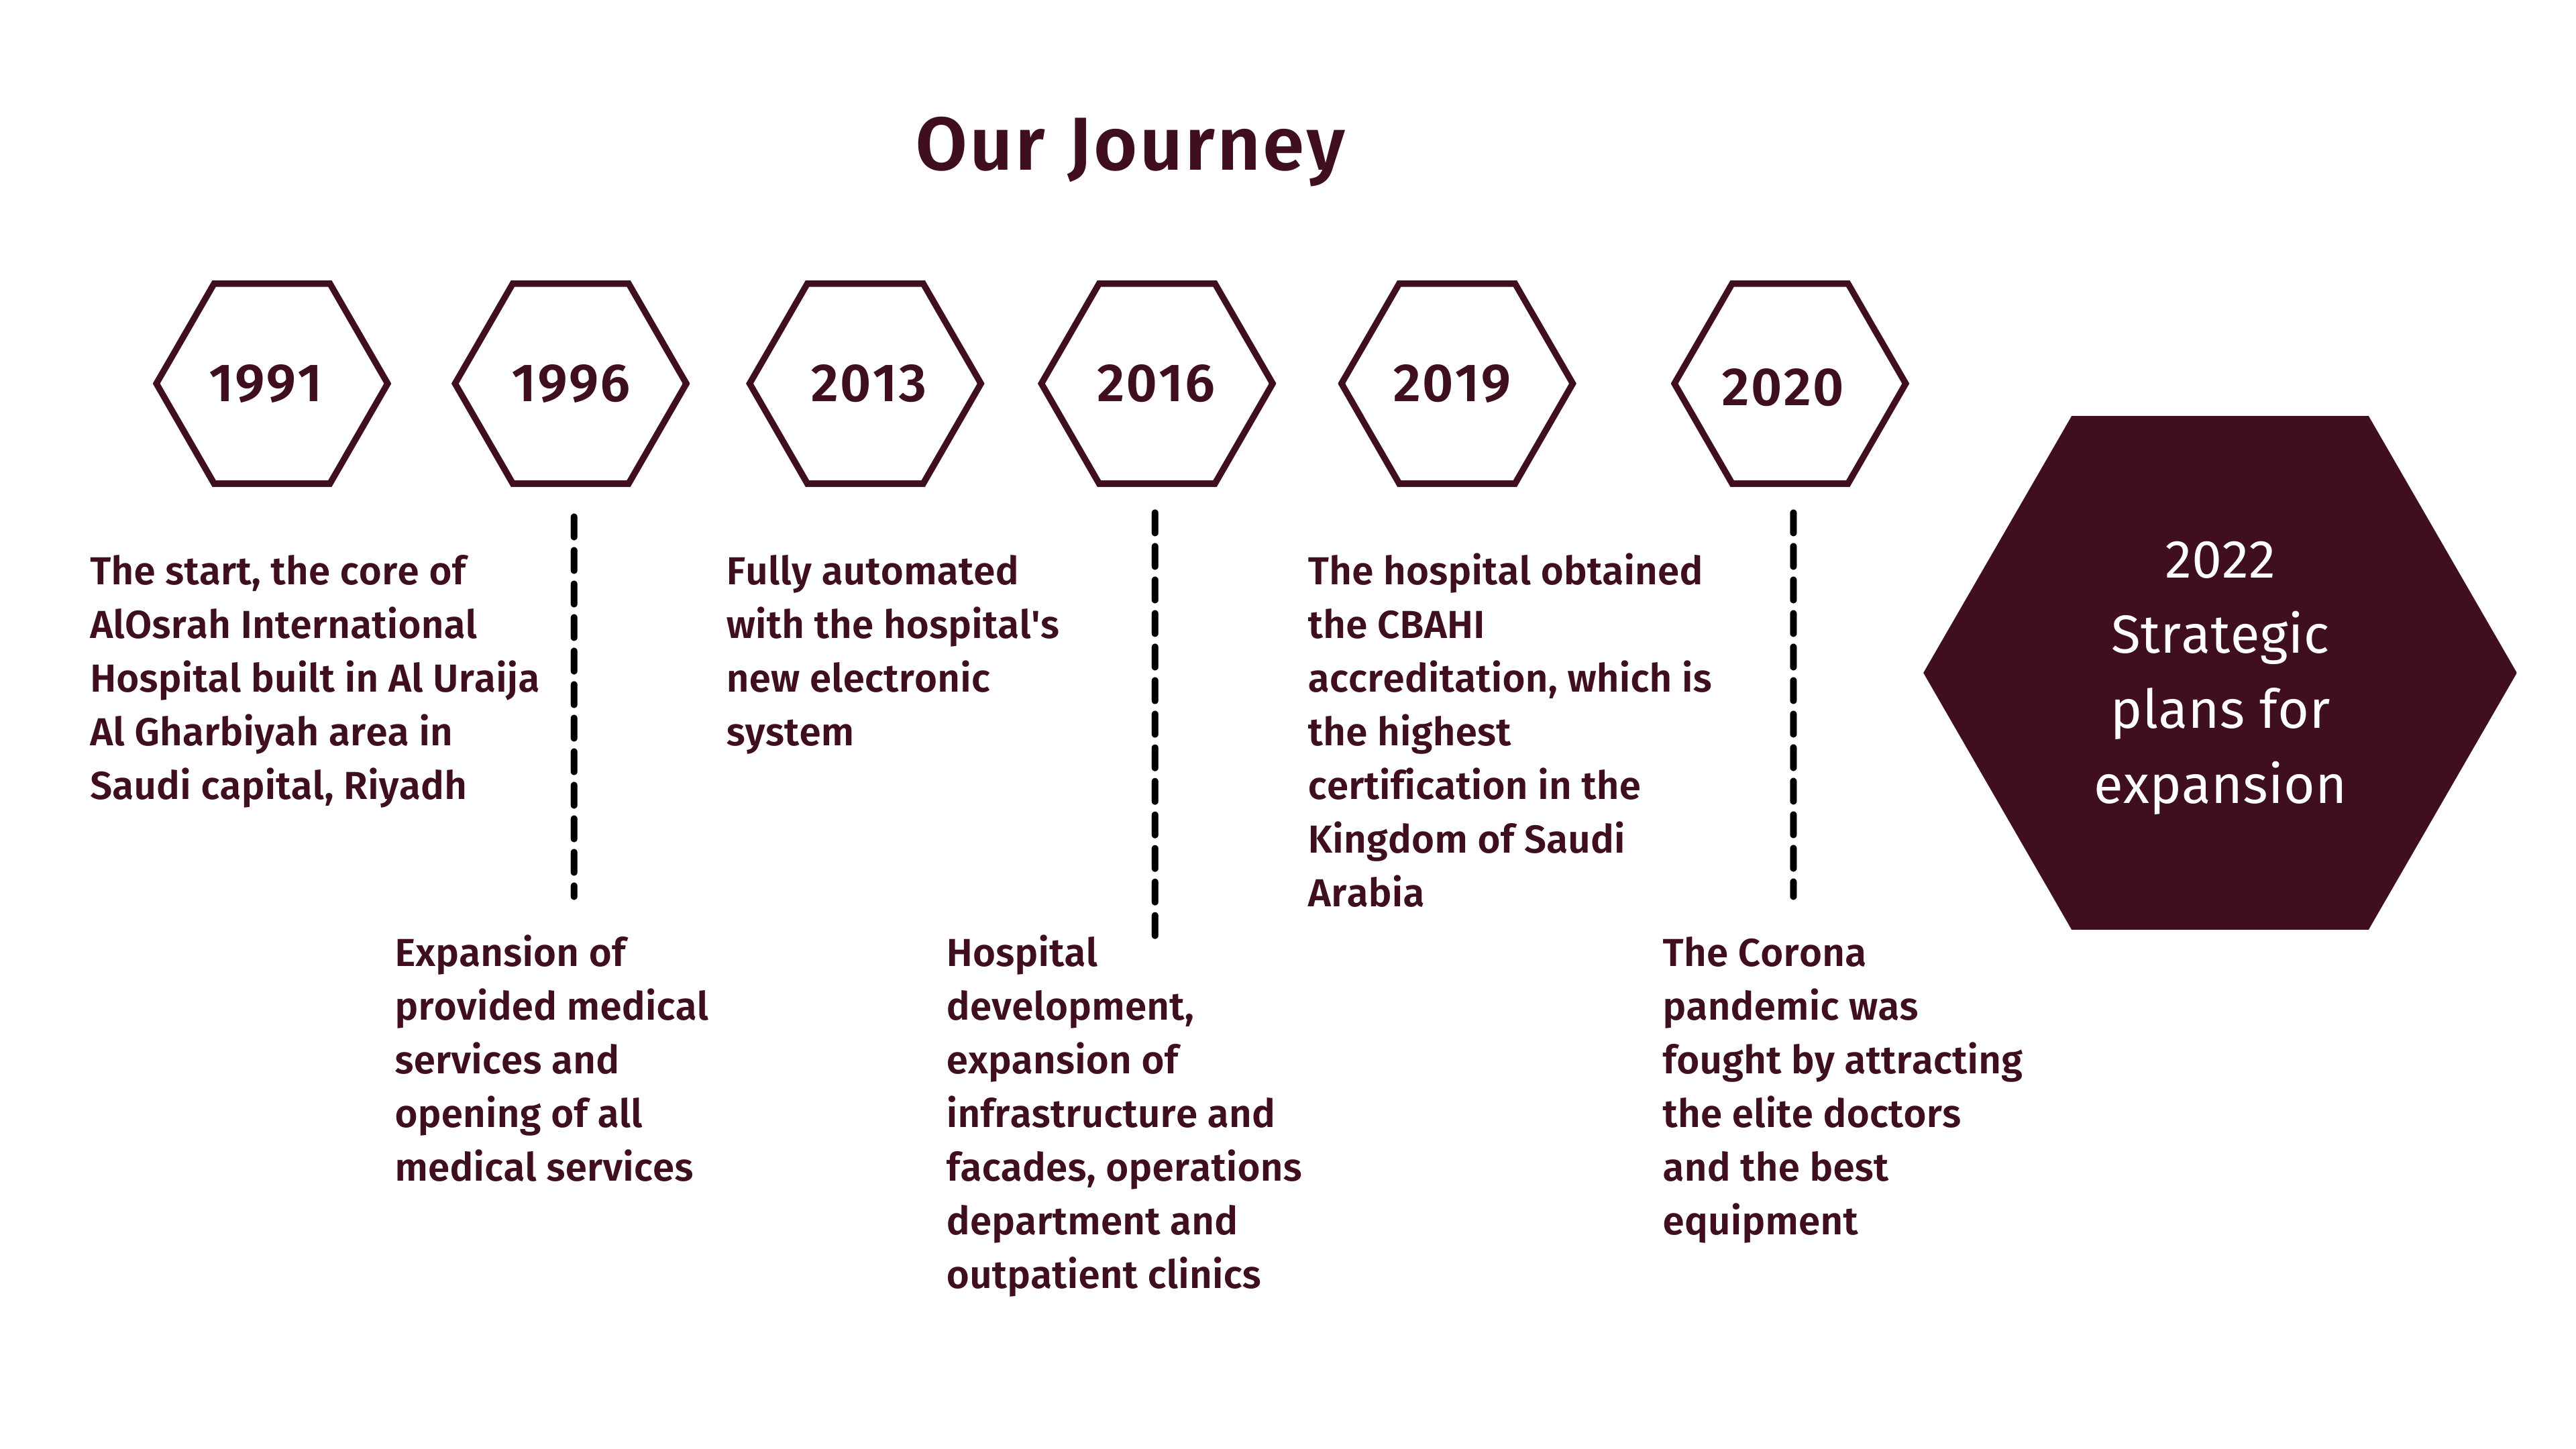 Our Journey
1991
1996
2013
2016
2019
2020
The start, the core of
AlOsrah International
Hospital built in Al Uraija
Al Gharbiyah area in
Saudi capital, Riyadh
Expansion of
provided medical
services and
opening of all
medical services
Fully automated
with the hospital's
new electronic
system
Hospital
development,
expansion of
infrastructure and
facades, operations
department and
outpatient clinics
The hospital obtained
the CBAHI
accreditation, which is
the highest
certification in the
Kingdom of Saudi
Arabia
The Corona
pandemic was
fought by attracting
the elite doctors
and the best
equipment
2022
Strategic
plans for
expansion